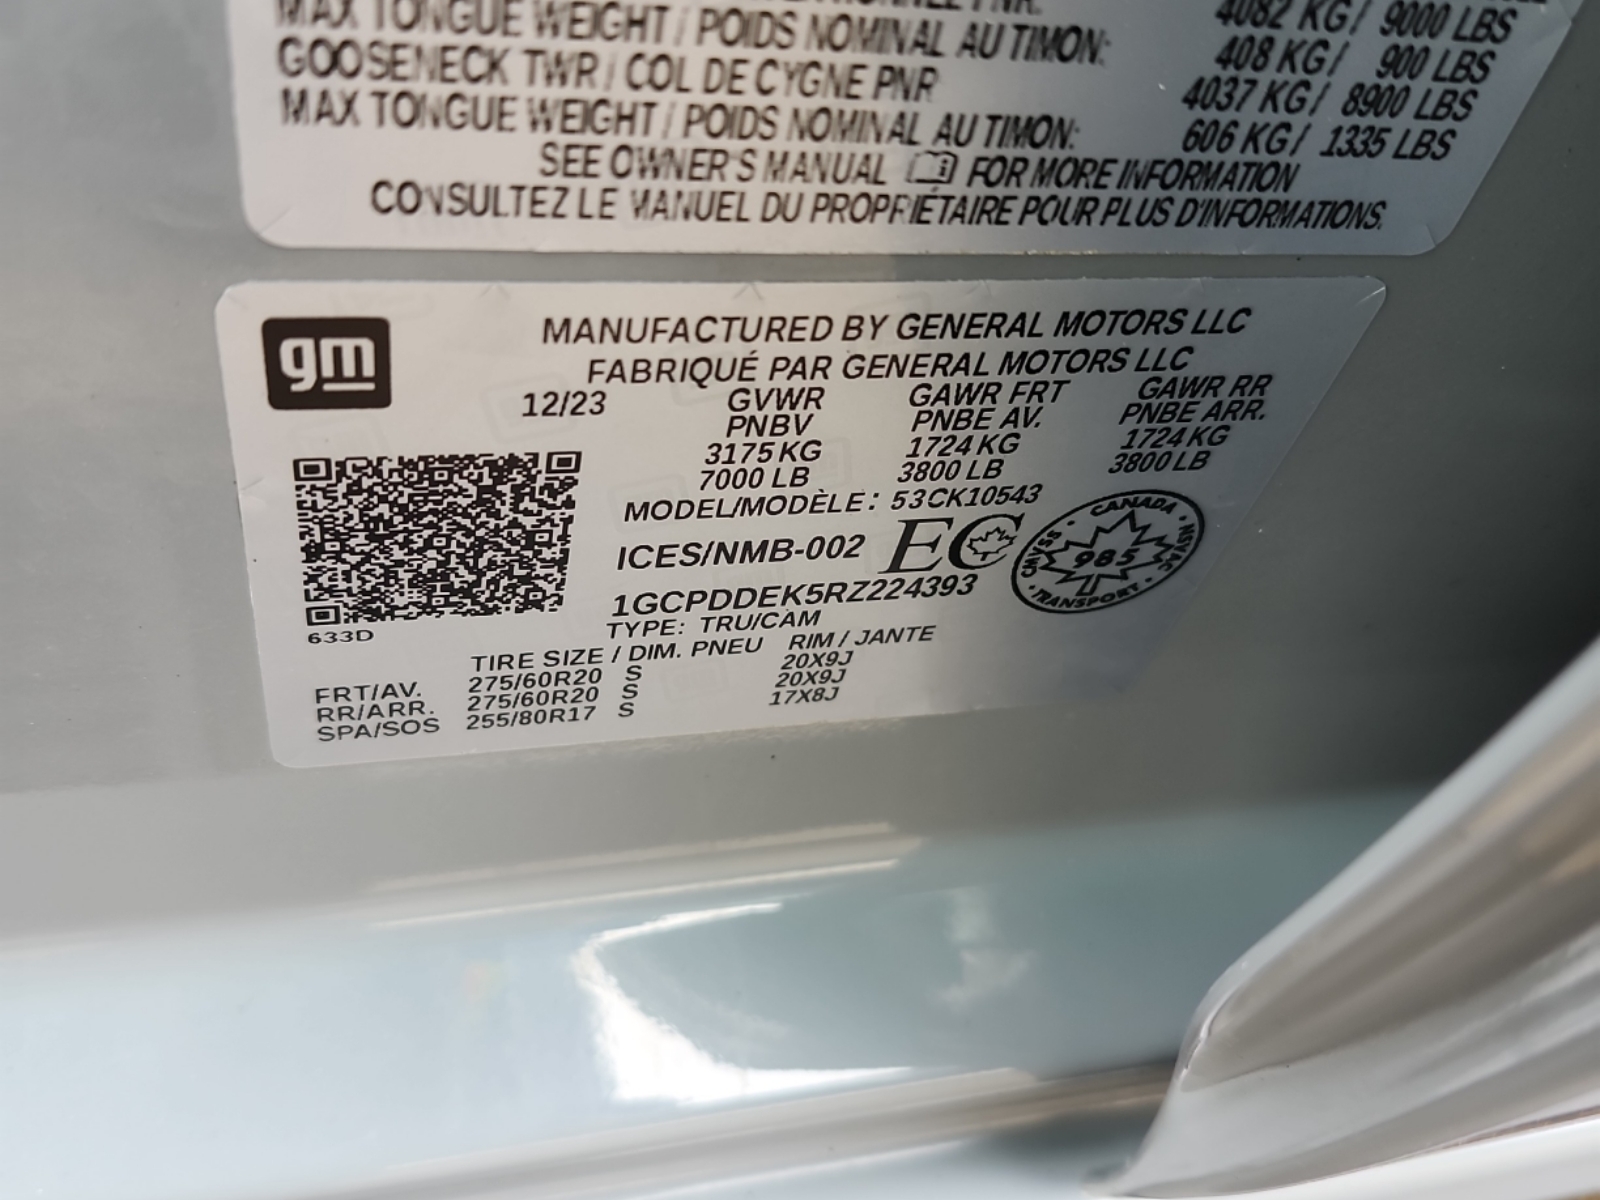 4082 KG / 9000 LBS
MAX TONGUE WEIGHT / POIDS NOMINAL AU TIMON: 408 KG / 900 LBS
GOOSENECK TWR / COL DE CYGNE PNR 4037 KG / 8900 LBS
MAX TONGUE WEIGHT / POIDS NOMINAL AU TIMON: 606 KG / 1335 LBS
SEE OWNER'S MANUAL FOR MORE INFORMATION
CONSULTEZ LE MANUEL DU PROPRIÉTAIRE POUR PLUS D'INFORMATIONS.
gm
MANUFACTURED BY GENERAL MOTORS LLC
FABRIQUÉ PAR GENERAL MOTORS LLC
12/23 GVWR GAWR FRT GAWR RR
PNBV PNBE AV. PNBE ARR.
3175 KG 1724 KG 1724 KG
7000 LB 3800 LB 3800 LB
MODEL/MODÈLE: 53CK10543
ICES/NMB-002 EC
CANADA
CMVSS 985 NSVAC
TRANSPORT
1GCPDDEK5RZ224393
TYPE: TRU/CAM
633D
TIRE SIZE / DIM. PNEU RIM / JANTE
FRT/AV. 275/60R20 S 20X9J
RR/ARR. 275/60R20 S 20X9J
SPA/SOS 255/80R17 S 17X8J